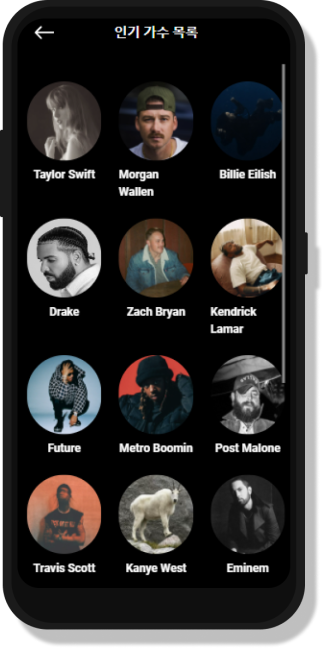 인기 가수 목록
Taylor Swift
Morgan
Wallen
Billie Eilish
Drake
Zach Bryan
Kendrick
Lamar
Future
Metro Boomin
Post Malone
Travis Scott
Kanye West
Eminem